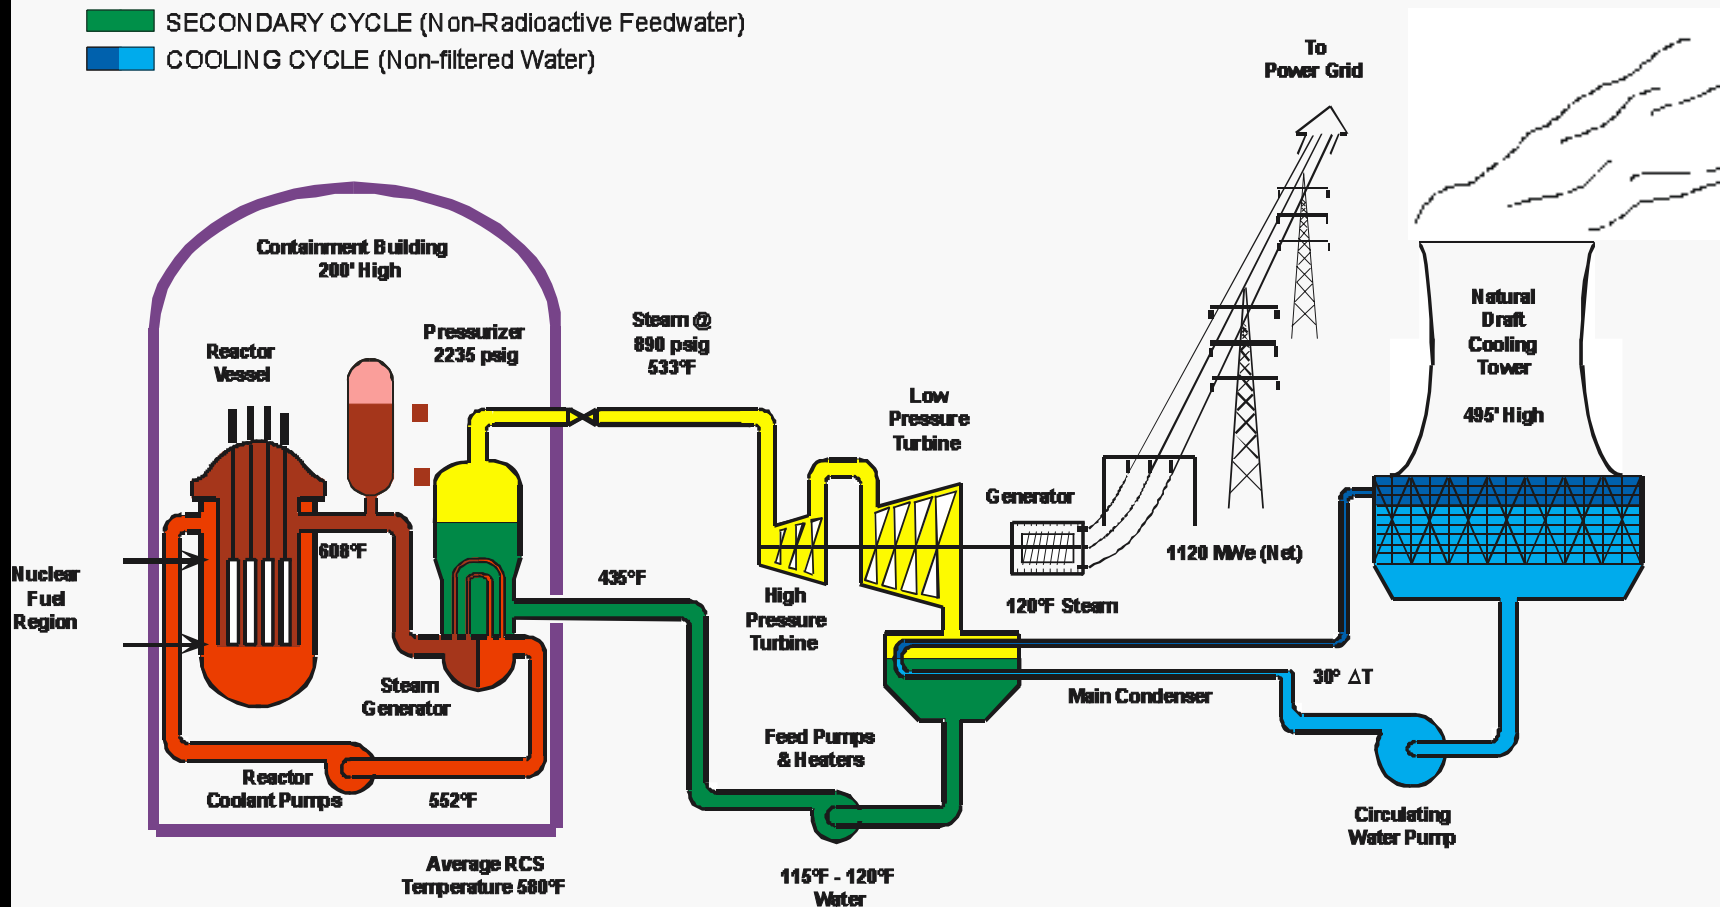 SECONDARY CYCLE (Non-Radioactive Feedwater)
COOLING CYCLE (Non-filtered Water)
To
Power Grid
Containment Building
200' High
Pressurizer
2235 psig
Reactor
Vessel
Steam @
890 psig
533°F
Low
Pressure
Turbine
Natural
Draft
Cooling
Tower
495' High
Generator
608°F
1120 MWe (Net)
Nuclear
Fuel
Region
435°F
High
Pressure
Turbine
120°F Steam
Steam
Generator
Main Condenser
30° ΔT
Feed Pumps
& Heaters
Reactor
Coolant Pumps
552°F
Circulating
Water Pump
Average RCS
Temperature 580°F
115°F - 120°F
Water